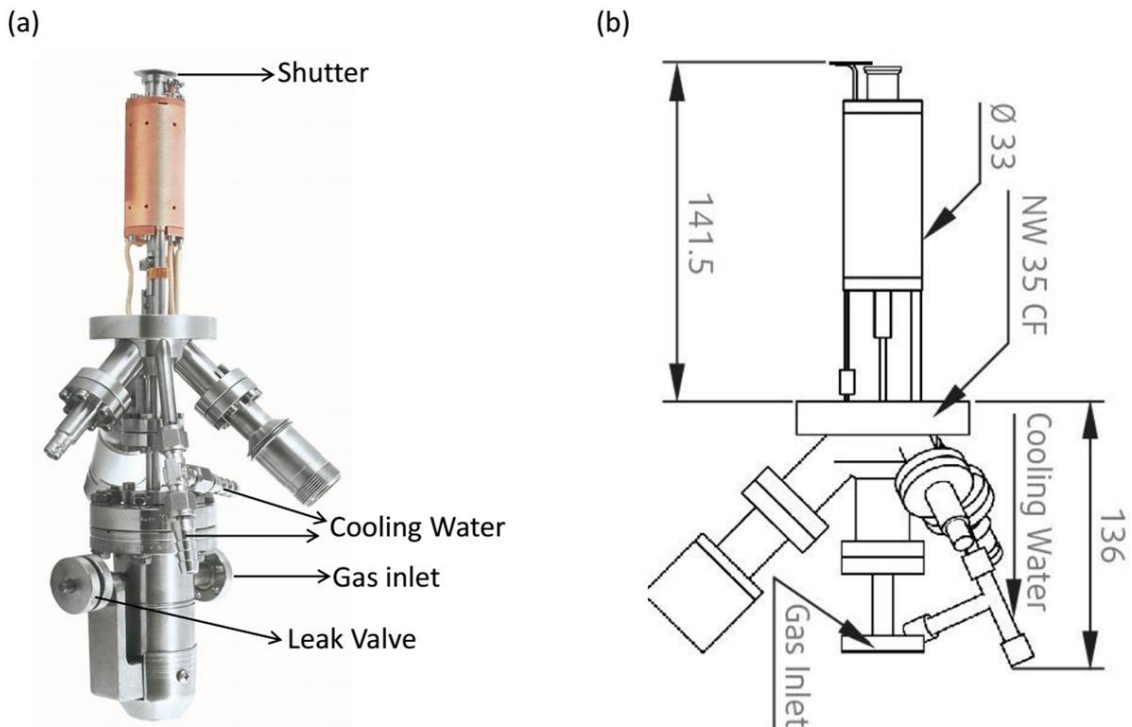 (a)
Shutter
Cooling Water
Gas inlet
Leak Valve
(b)
141.5
Ø 33
NW 35 CF
Cooling Water
136
Gas Inlet